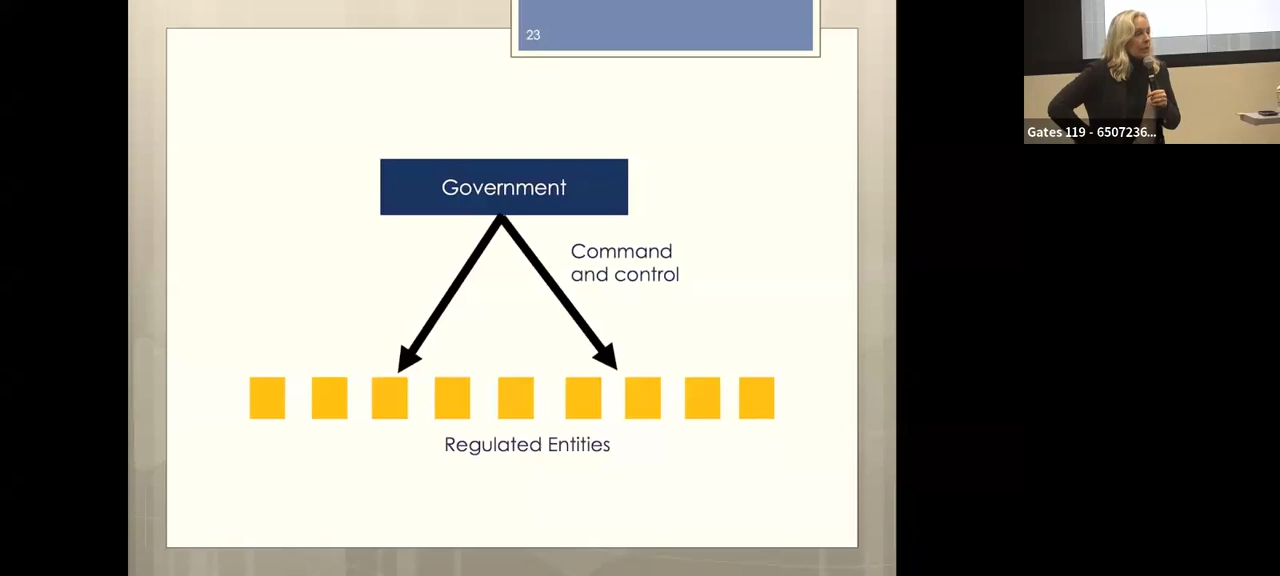 23
Government
Command
and control
Regulated Entities
Gates 119 - 6507236...